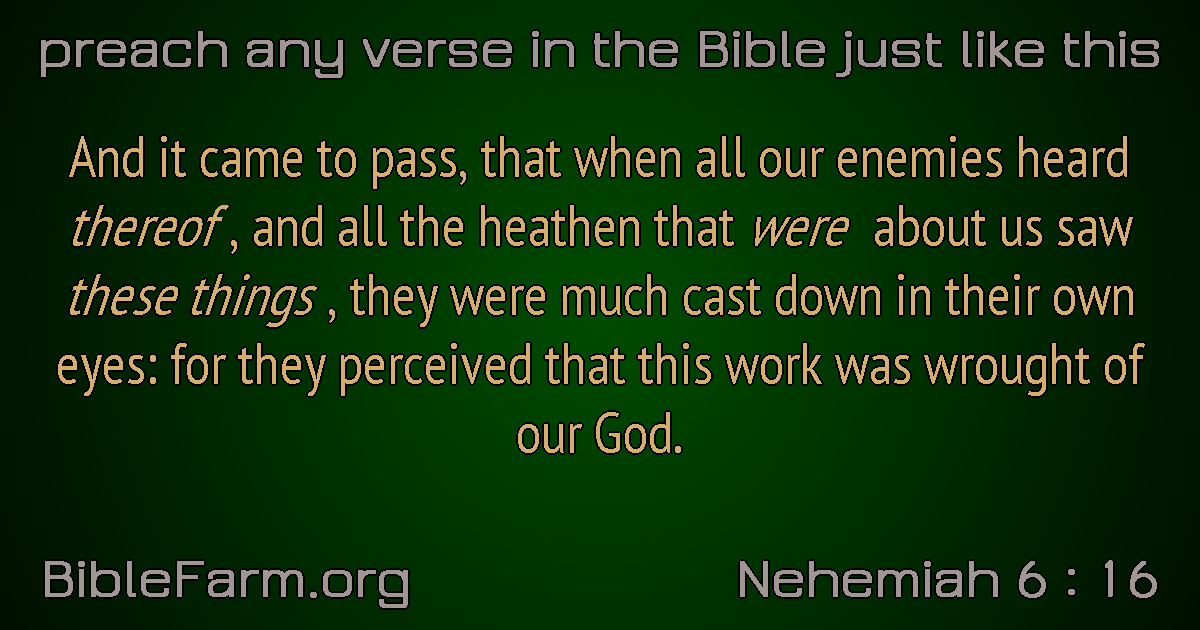 preach any verse in the Bible just like this
And it came to pass, that when all our enemies heard
thereof , and all the heathen that were about us saw
these things , they were much cast down in their own
eyes: for they perceived that this work was wrought of
our God.
BibleFarm.org
Nehemiah 6 : 16